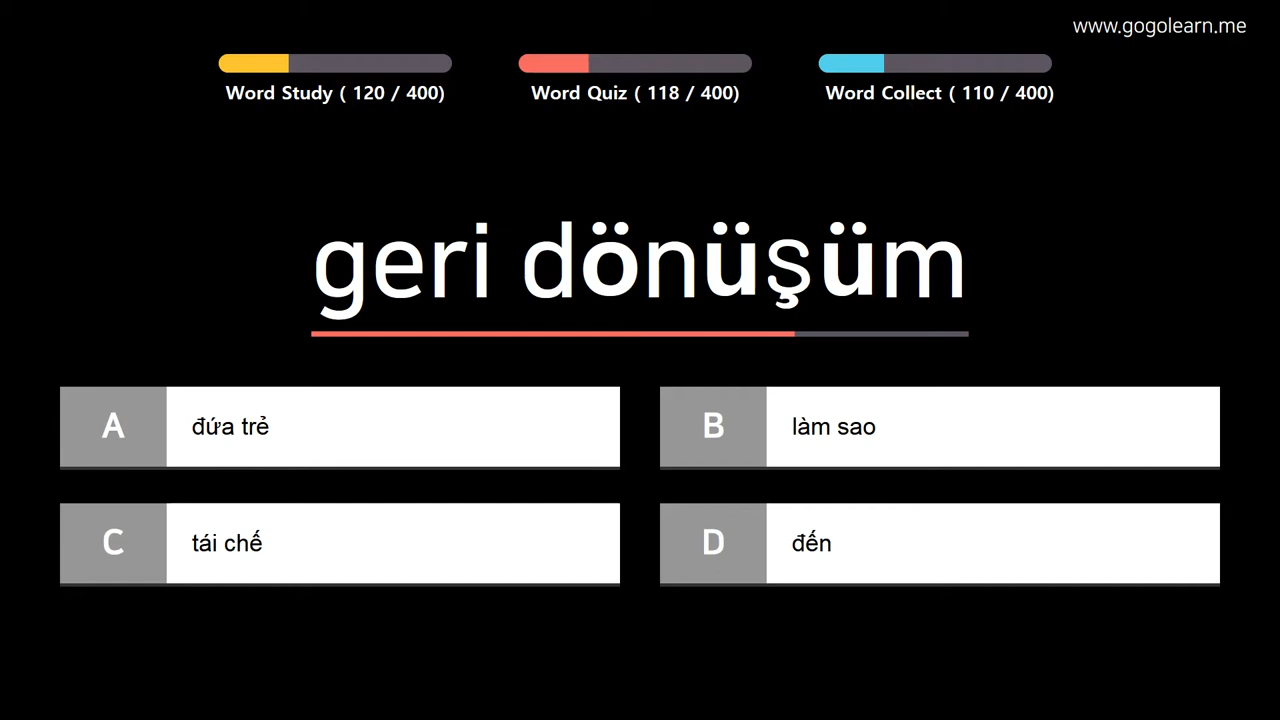 www.gogolearn.me
Word Study ( 120 / 400)
Word Quiz ( 118 / 400)
Word Collect ( 110 / 400)
geri dönüşüm
A đứa trẻ
B làm sao
C tái chế
D đến